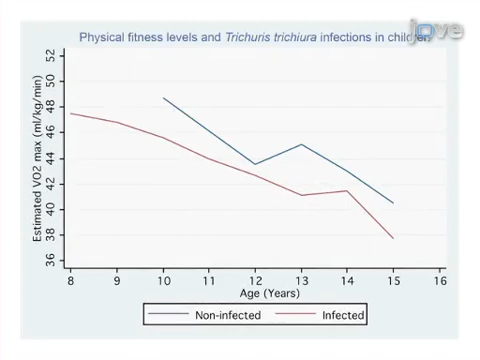 jove
Physical fitness levels and Trichuris trichiura infections in children
Estimated VO2 max (ml/kg/min)
52
50
48
46
44
42
40
38
36
8 9 10 11 12 13 14 15 16
Age (Years)
Non-infected Infected